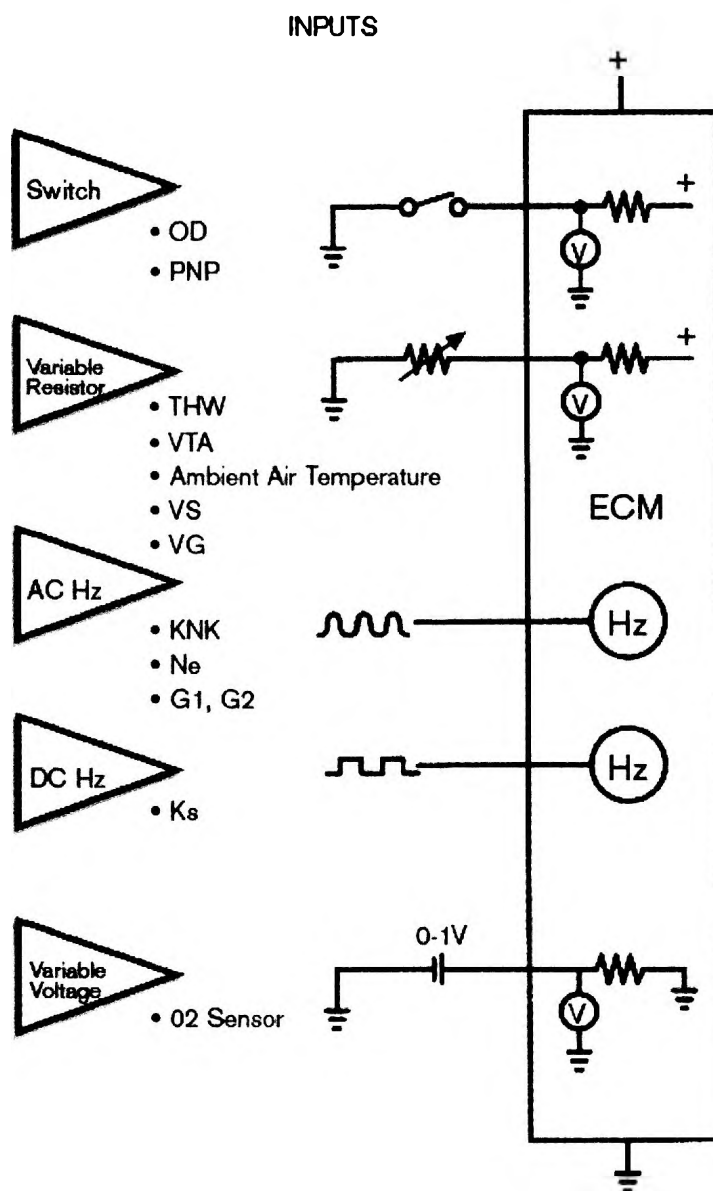 INPUTS
+
Switch
+
V
• OD
• PNP
Variable
Resistor
+
V
• THW
• VTA
• Ambient Air Temperature
• VS
• VG
ECM
AC Hz
Hz
• KNK
• Ne
• G1, G2
DC Hz
Hz
• Ks
0-1V
Variable
Voltage
V
• 02 Sensor